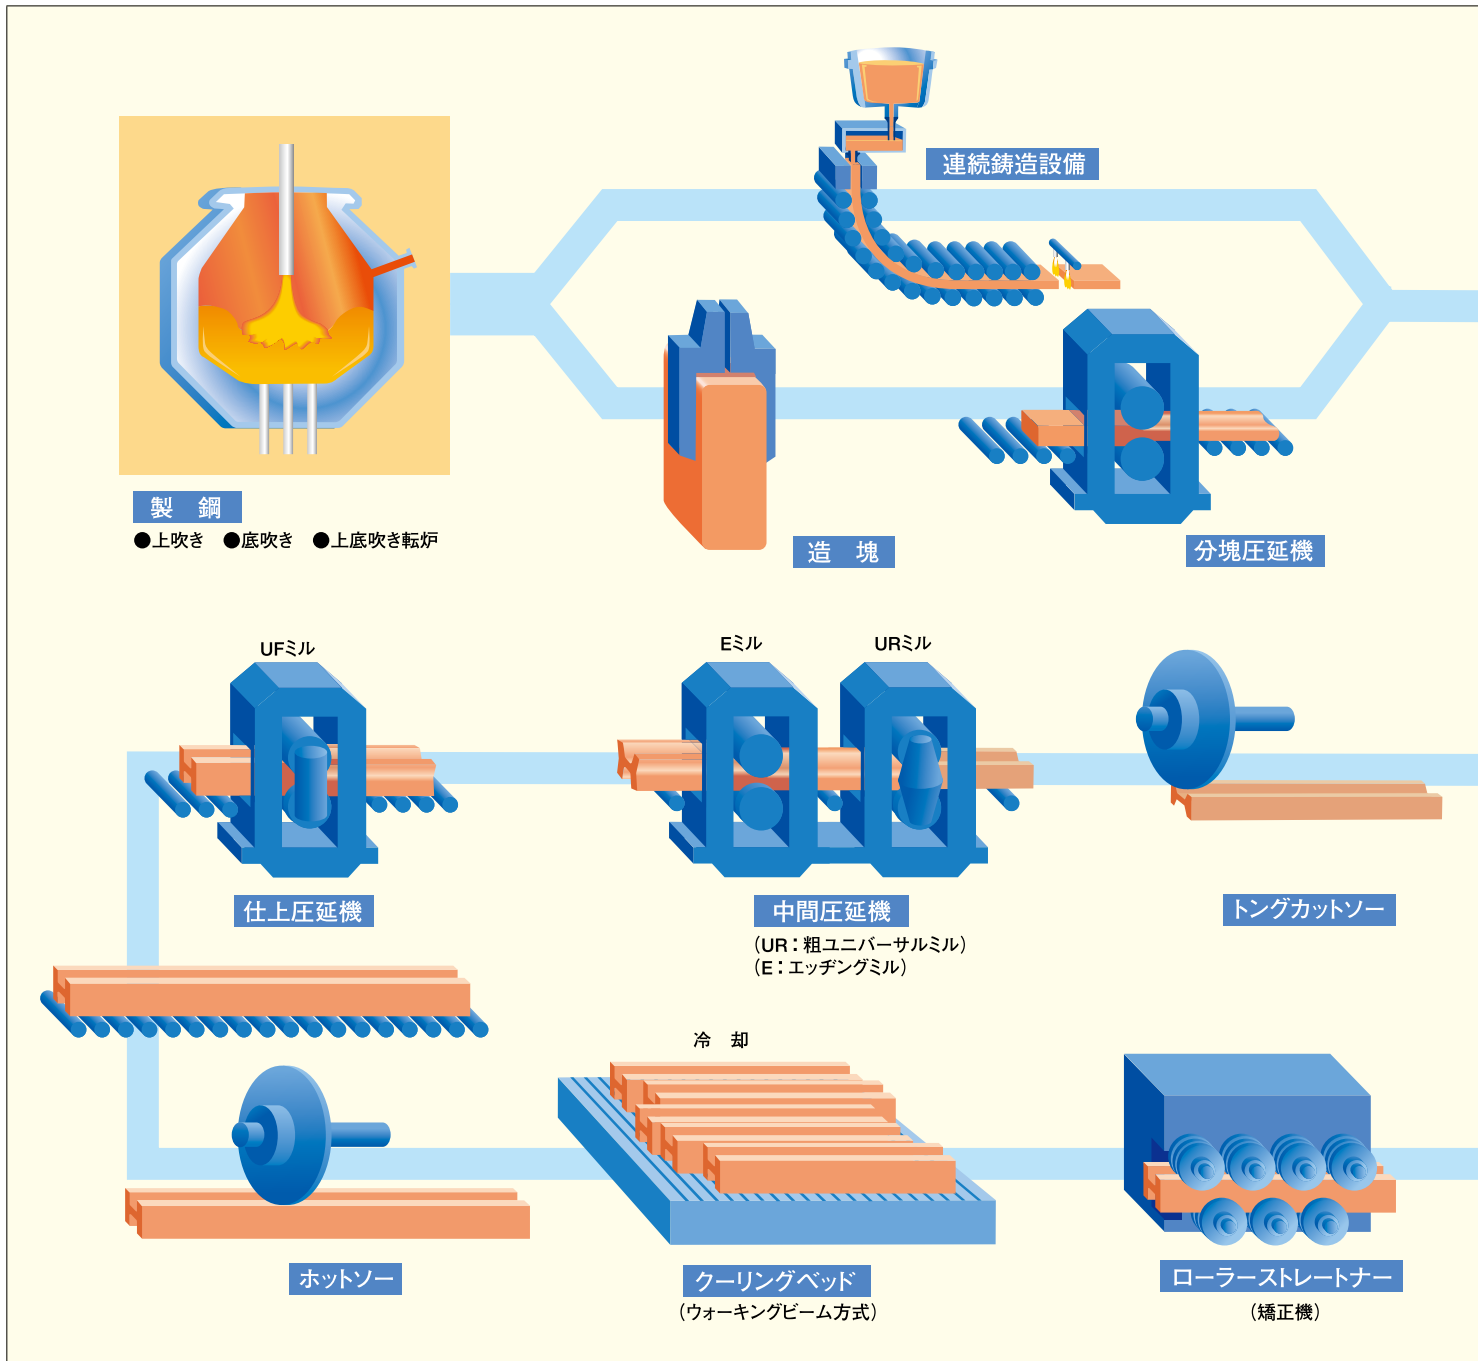 連続鋳造設備
製 鋼
●上吹き ●底吹き ●上底吹き転炉
造 塊
分塊圧延機
UFミル
Eミル
URミル
仕上圧延機
中間圧延機
(UR：粗ユニバーサルミル)
(E：エッヂングミル)
トングカットソー
冷 却
ホットソー
クーリングベッド
(ウォーキングビーム方式)
ローラーストレートナー
(矯正機)